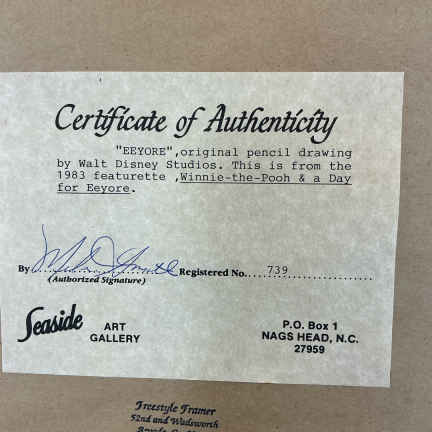 Certificate of Authenticity
"EEYORE",original pencil drawing
by Walt Disney Studios. This is from the
1983 featurette ,Winnie-the-Pooh & a Day
for Eeyore.
By Registered No. 739
(Authorized Signature)
Seaside ART
GALLERY
P.O. Box 1
NAGS HEAD, N.C.
27959
Freestyle Framer
52nd and Wadsworth